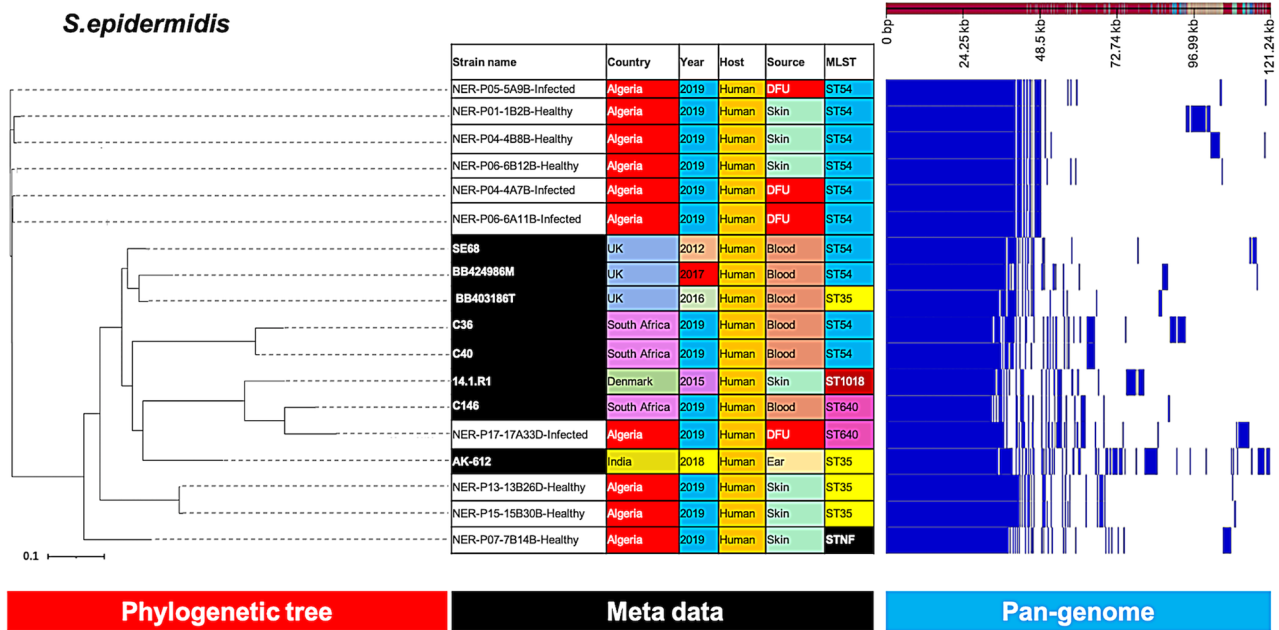 S.epidermidis
0 bp
24.25 kb
48.5 kb
72.74 kb
96.99 kb
121.24 kb
Strain name Country Year Host Source MLST
NER-P05-5A9B-Infected Algeria 2019 Human DFU ST54
NER-P01-1B2B-Healthy Algeria 2019 Human Skin ST54
NER-P04-4B8B-Healthy Algeria 2019 Human Skin ST54
NER-P06-6B12B-Healthy Algeria 2019 Human Skin ST54
NER-P04-4A7B-Infected Algeria 2019 Human DFU ST54
NER-P06-6A11B-Infected Algeria 2019 Human DFU ST54
SE68 UK 2012 Human Blood ST54
BB424986M UK 2017 Human Blood ST54
BB403186T UK 2016 Human Blood ST35
C36 South Africa 2019 Human Blood ST54
C40 South Africa 2019 Human Blood ST54
14.1.R1 Denmark 2015 Human Skin ST1018
C146 South Africa 2019 Human Blood ST640
NER-P17-17A33D-Infected Algeria 2019 Human DFU ST640
AK-612 India 2018 Human Ear ST35
NER-P13-13B26D-Healthy Algeria 2019 Human Skin ST35
NER-P15-15B30B-Healthy Algeria 2019 Human Skin ST35
NER-P07-7B14B-Healthy Algeria 2019 Human Skin STNF
0.1
Phylogenetic tree
Meta data
Pan-genome